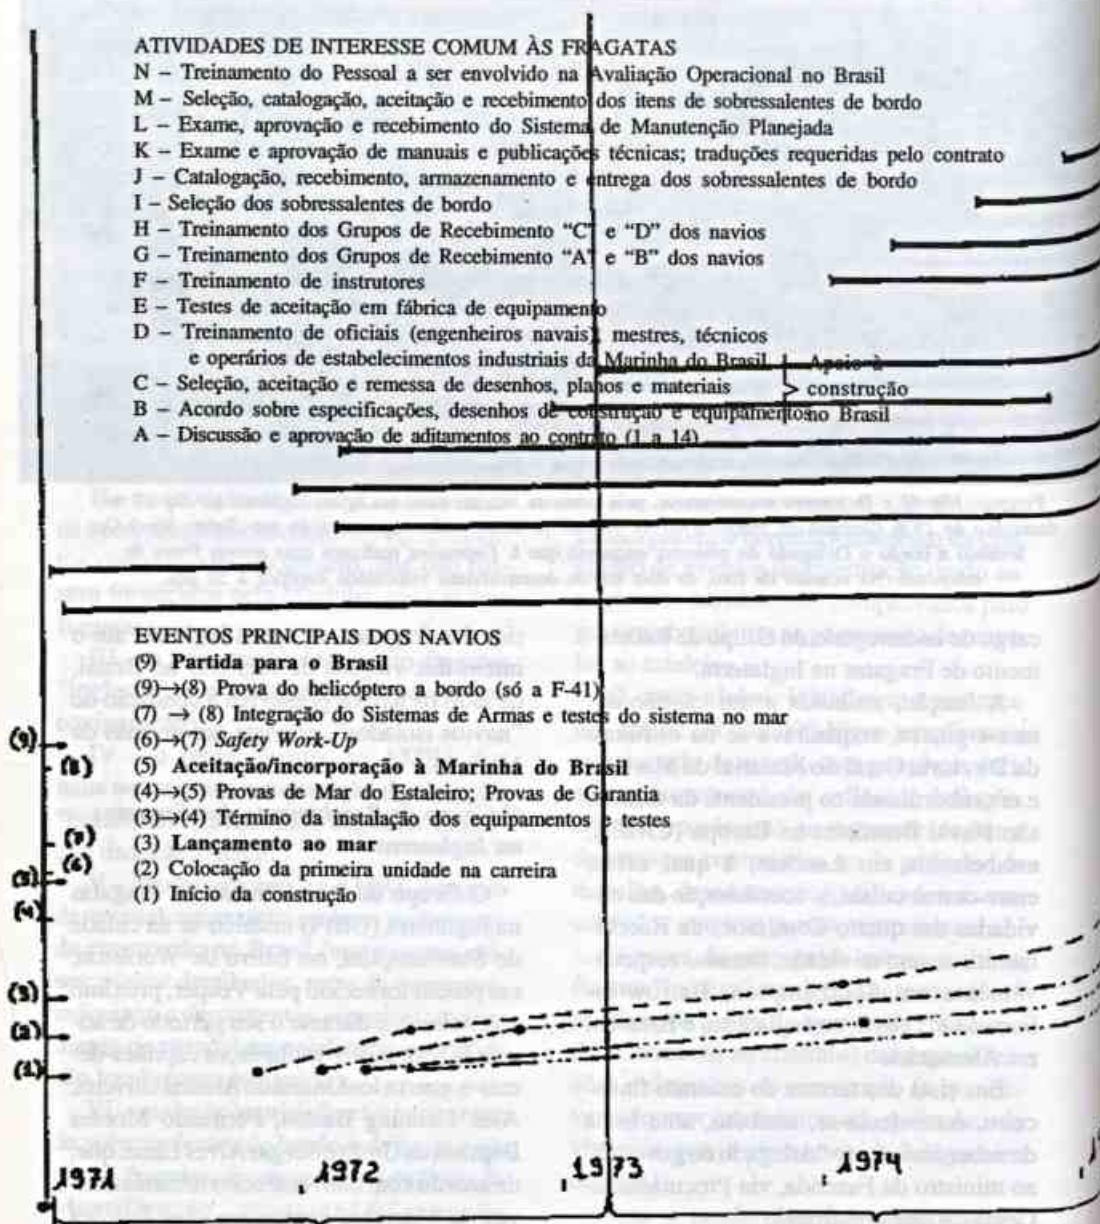 ATIVIDADES DE INTERESSE COMUM ÀS FRAGATAS
N – Treinamento do Pessoal a ser envolvido na Avaliação Operacional no Brasil
M – Seleção, catalogação, aceitação e recebimento dos itens de sobressalentes de bordo
L – Exame, aprovação e recebimento do Sistema de Manutenção Planejada
K – Exame e aprovação de manuais e publicações técnicas; traduções requeridas pelo contrato
J – Catalogação, recebimento, armazenamento e entrega dos sobressalentes de bordo
I – Seleção dos sobressalentes de bordo
H – Treinamento dos Grupos de Recebimento "C" e "D" dos navios
G – Treinamento dos Grupos de Recebimento "A" e "B" dos navios
F – Treinamento de instrutores
E – Testes de aceitação em fábrica de equipamento
D – Treinamento de oficiais (engenheiros navais), mestres, técnicos
e operários de estabelecimentos industriais da Marinha do Brasil Apoio à
C – Seleção, aceitação e remessa de desenhos, planos e materiais > construção
B – Acordo sobre especificações, desenhos de construção e equipamentos no Brasil
A – Discussão e aprovação de aditamentos ao contrato (1 a 14)
EVENTOS PRINCIPAIS DOS NAVIOS
(9) Partida para o Brasil
(9)→(8) Prova do helicóptero a bordo (só a F-41)
(7) → (8) Integração do Sistemas de Armas e testes do sistema no mar
(6)→(7) Safety Work-Up
(5) Aceitação/incorporação à Marinha do Brasil
(4)→(5) Provas de Mar do Estaleiro; Provas de Garantia
(3)→(4) Término da instalação dos equipamentos e testes
(3) Lançamento ao mar
(2) Colocação da primeira unidade na carreira
(1) Início da construção
(9)
(8)
(7)
(6)
(5)
(4)
(3)
(2)
(1)
1971 1972 1973 1974